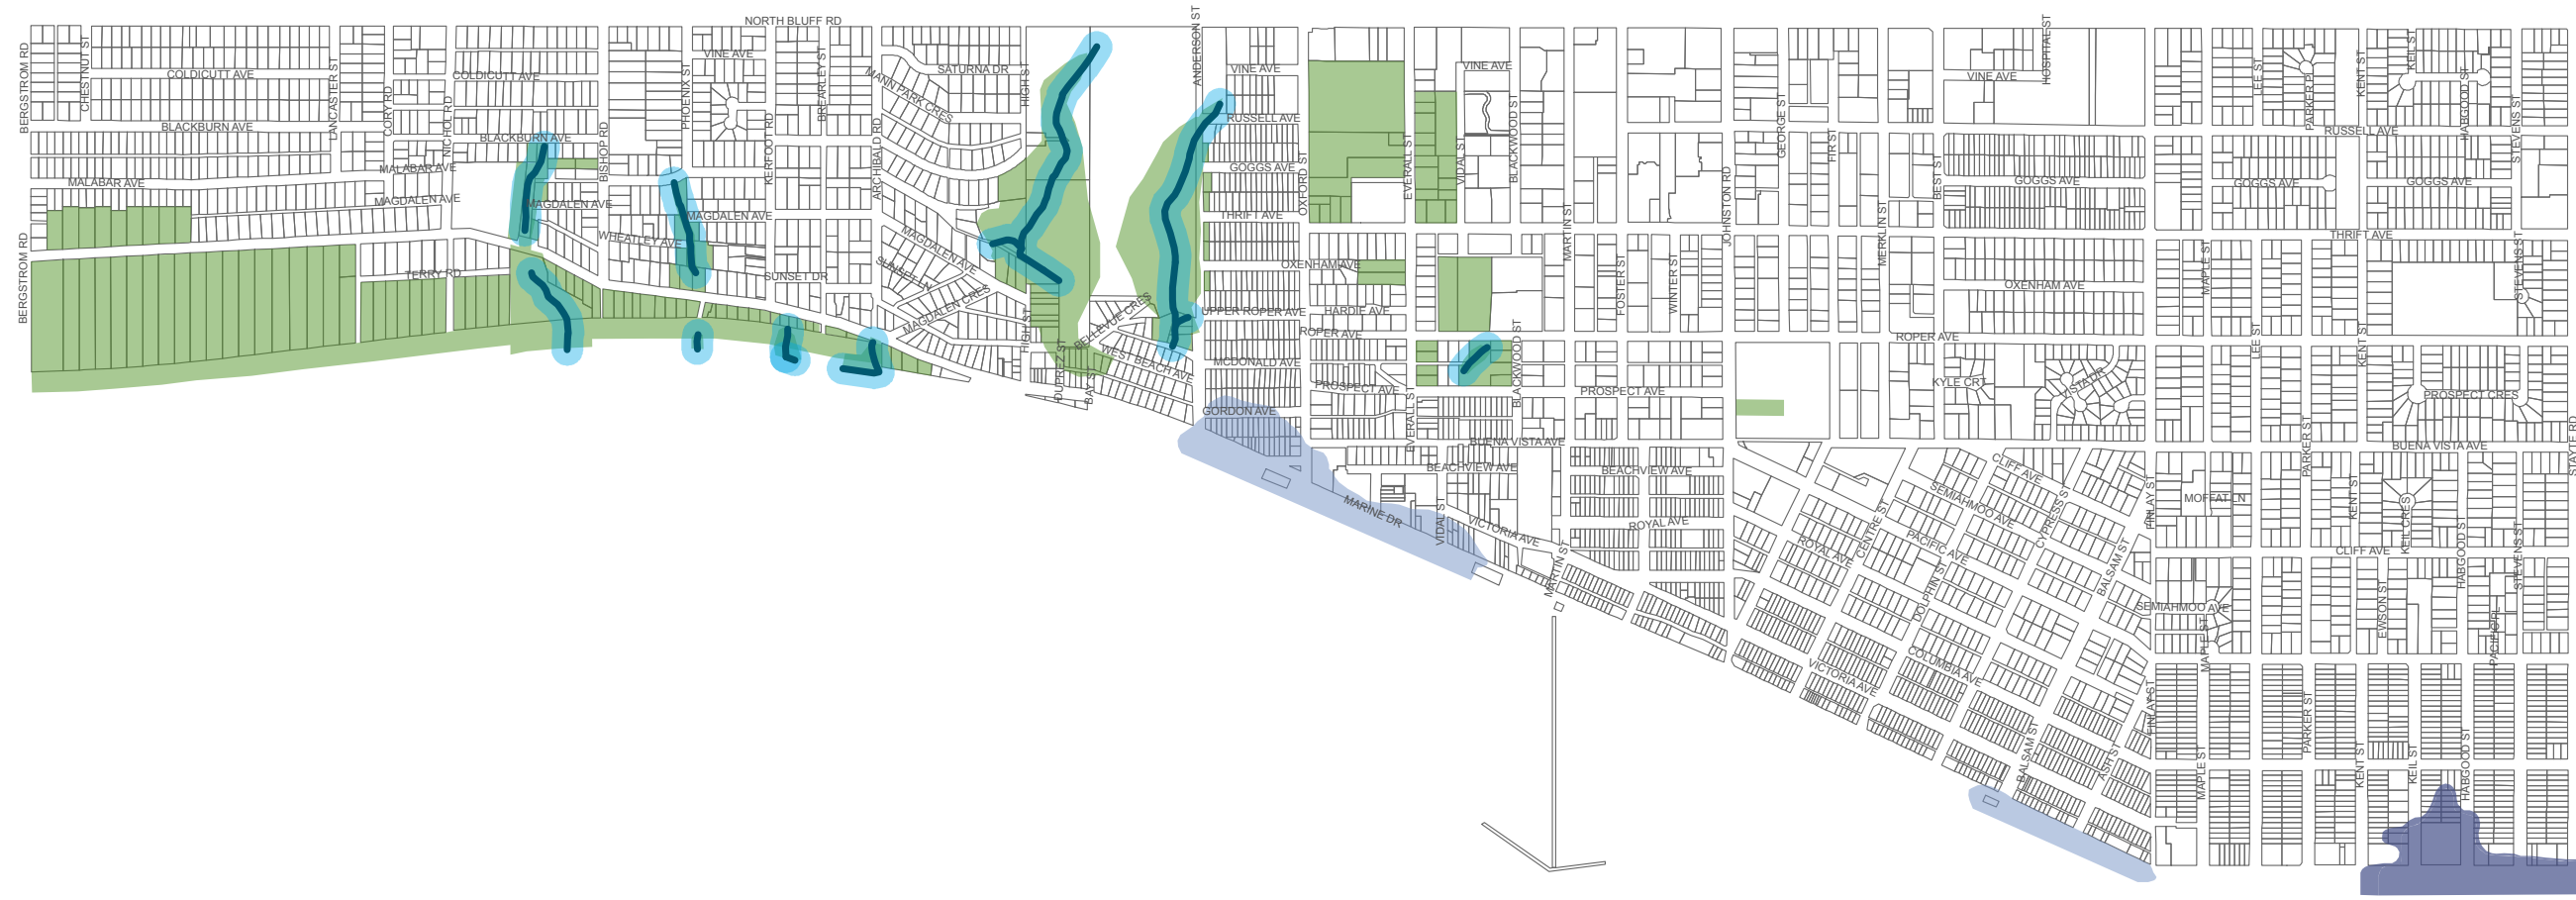 NORTH BLUFF RD
BERGSTROM RD
CHESTNUT ST
COLDICUTT AVE
LANCASTER ST
CORY RD
NICHOL RD
COLDICUTT AVE
VINE AVE
PHOENIX ST
BREARLEY ST
MANN PARK CRES
SATURNA DR
HIGH ST
ANDERSON ST
VINE AVE
VINE AVE
VINE AVE
HOSPITAL ST
LEE ST
PARKER PL
KENT ST
KEIL ST
HABGOOD ST
STEVENS ST
BLACKBURN AVE
BLACKBURN AVE
BISHOP RD
KERFOOT RD
ARCHIBALD RD
RUSSELL AVE
GEORGE ST
FIR ST
RUSSELL AVE
MALABAR AVE
MALABAR AVE
MAGDALEN AVE
MAGDALEN AVE
MAGDALEN AVE
GOGGS AVE
OXFORD ST
EVERALL ST
VIDAL ST
BLACKWOOD ST
BEST ST
GOGGS AVE
GOGGS AVE
GOGGS AVE
THRIFT AVE
MARTIN ST
JOHNSTON RD
MERKLIN ST
THRIFT AVE
BERGSTROM RD
WHEATLEY AVE
TERRY RD
SUNSET DR
MAGDALEN AVE
SUNSET LN
MAGDALEN CRES
OXENHAM AVE
FOSTER ST
WINTER ST
OXENHAM AVE
MAPLE ST
STEVENS ST
HIGH ST
DUPREZ ST
BAY ST
BELLEVUE CRES
WEST BEACH AVE
UPPER ROPER AVE
HARDIE AVE
ROPER AVE
ROPER AVE
MCDONALD AVE
PROSPECT AVE
BLACKWOOD ST
PROSPECT AVE
KYLE CRT
VISTA DR
LEE ST
KENT ST
PROSPECT CRES
GORDON AVE
EVERALL ST
BUENA VISTA AVE
BUENA VISTA AVE
PARKER ST
STAYTE RD
BEACHVIEW AVE
BEACHVIEW AVE
CLIFF AVE
SEMIAHMOO AVE
CYPRESS ST
FINLAY ST
MOFFAT LN
KENT ST
KEIL CRES
HABGOOD ST
STEVENS ST
MARINE DR
VIDAL ST
VICTORIA AVE
ROYAL AVE
ROYAL AVE
CENTRE ST
PACIFIC AVE
BALSAM ST
CLIFF AVE
MARTIN ST
DOLPHIN ST
SEMIAHMOO AVE
MAPLE ST
EWSON ST
PACIFIC PL
VICTORIA AVE
COLUMBIA AVE
FINLAY ST
BALSAM ST
ASH ST
MAPLE ST
PARKER ST
KENT ST
KEIL ST
HABGOOD ST